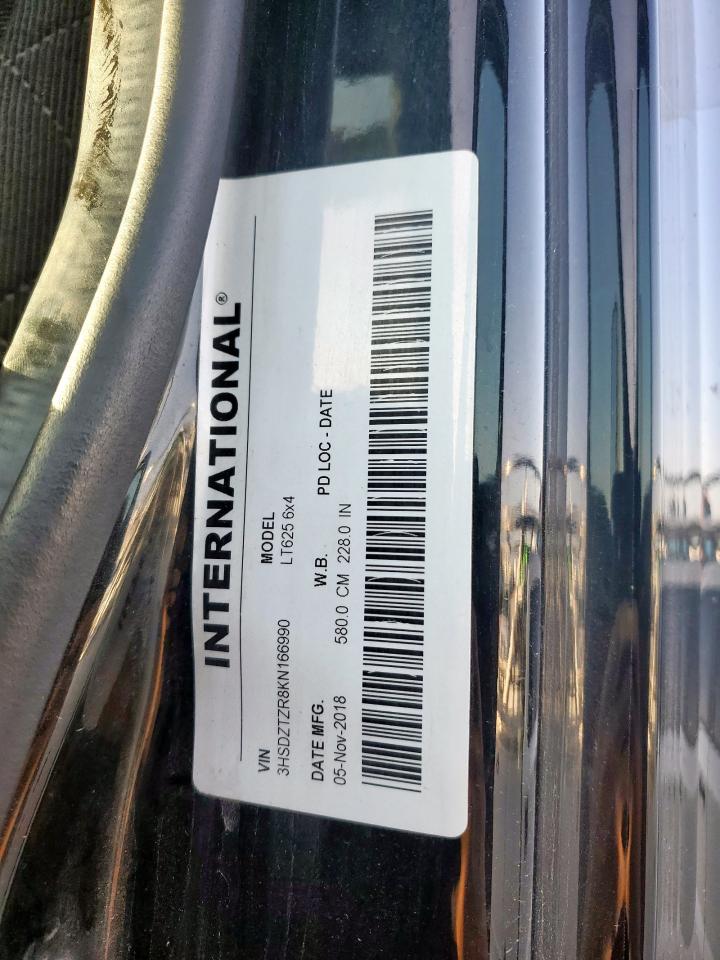 INTERNATIONAL®
VIN MODEL
3HSDZTZR8KN166990 LT625 6x4
DATE MFG. W.B. PD LOC - DATE
05-Nov-2018 580.0 CM 228.0 IN